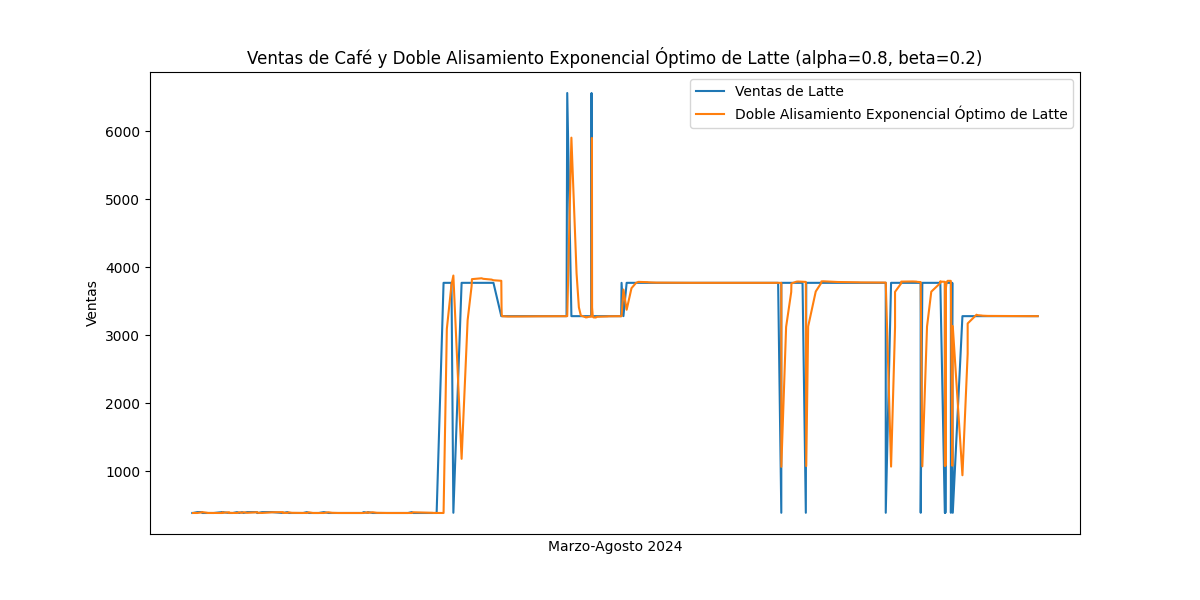 Ventas de Café y Doble Alisamiento Exponencial Óptimo de Latte (alpha=0.8, beta=0.2)
Ventas de Latte
Doble Alisamiento Exponencial Óptimo de Latte
6000
5000
4000
3000
2000
1000
Ventas
Marzo-Agosto 2024